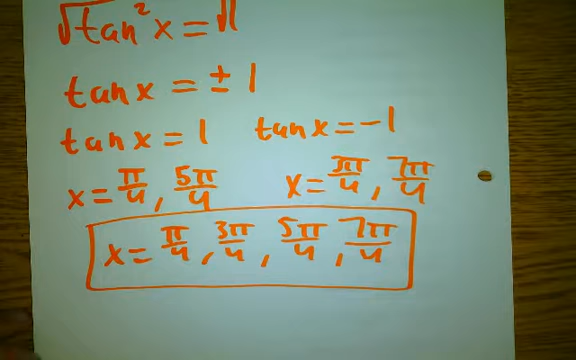 √tan²x = √1
tan x = ± 1
tan x = 1    tan x = -1
x = π/4, 5π/4    x = 3π/4, 7π/4
x = π/4, 3π/4, 5π/4, 7π/4